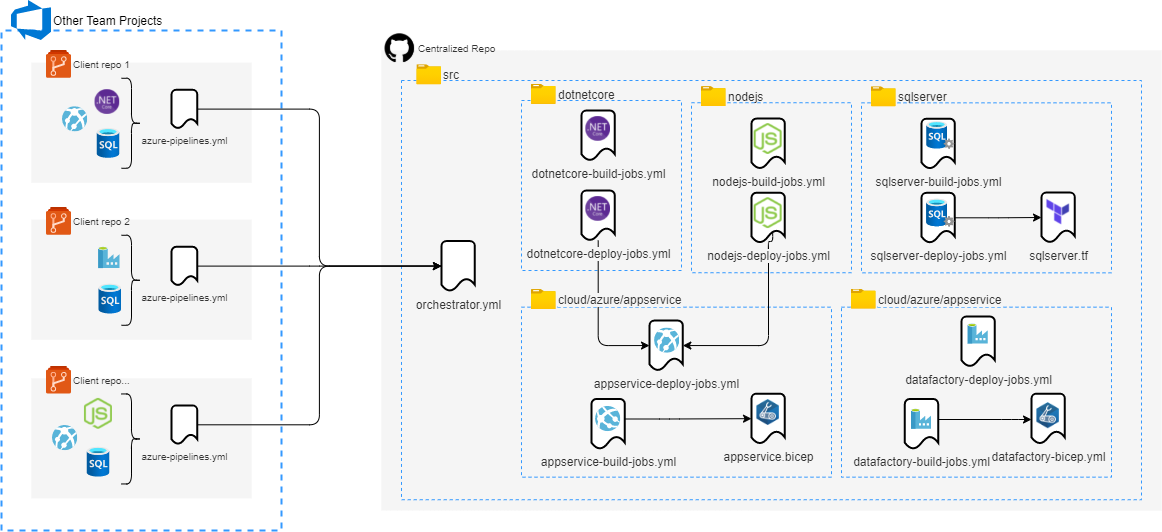 Other Team Projects
Client repo 1
.NET
Core
SQL
azure-pipelines.yml
Client repo 2
SQL
azure-pipelines.yml
Client repo...
JS
SQL
azure-pipelines.yml
Centralized Repo
src
orchestrator.yml
dotnetcore
.NET
Core
dotnetcore-build-jobs.yml
.NET
Core
dotnetcore-deploy-jobs.yml
nodejs
JS
nodejs-build-jobs.yml
JS
nodejs-deploy-jobs.yml
sqlserver
SQL
sqlserver-build-jobs.yml
SQL
sqlserver-deploy-jobs.yml
sqlserver.tf
cloud/azure/appservice
appservice-deploy-jobs.yml
appservice-build-jobs.yml
appservice.bicep
cloud/azure/appservice
datafactory-deploy-jobs.yml
datafactory-build-jobs.yml
datafactory-bicep.yml